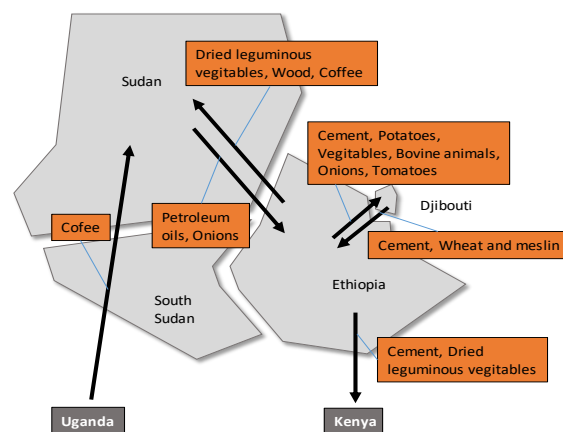 Dried leguminous
vegitables, Wood, Coffee
Sudan
Cement, Potatoes,
Vegetables, Bovine animals,
Onions, Tomatoes
Djibouti
Cofee
Petroleum
oils, Onions
Cement, Wheat and meslin
Ethiopia
South
Sudan
Cement, Dried
leguminous vegitables
Uganda
Kenya